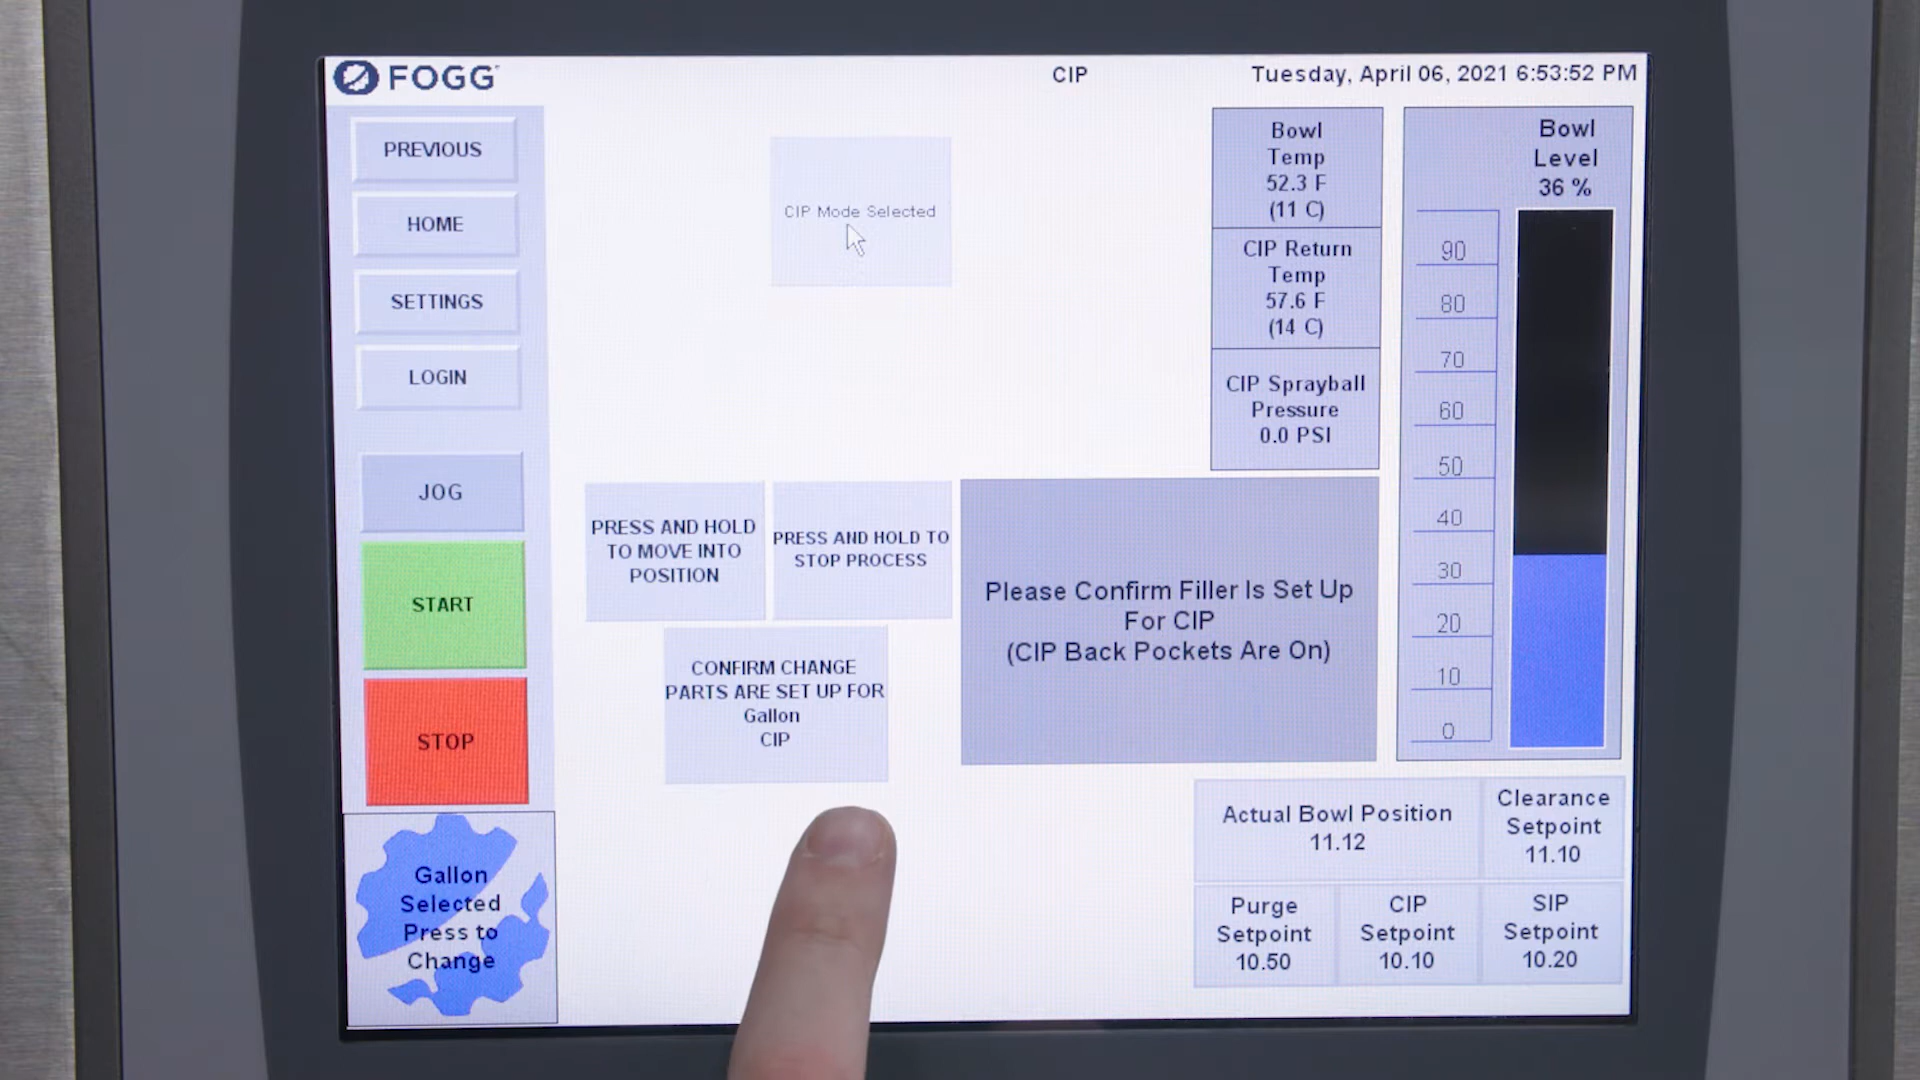 FOGG
CIP
Tuesday, April 06, 2021 6:53:52 PM
PREVIOUS
HOME
SETTINGS
LOGIN
JOG
START
STOP
Gallon
Selected
Press to
Change
CIP Mode Selected
PRESS AND HOLD
TO MOVE INTO
POSITION
PRESS AND HOLD TO
STOP PROCESS
CONFIRM CHANGE
PARTS ARE SET UP FOR
Gallon
CIP
Please Confirm Filler Is Set Up
For CIP
(CIP Back Pockets Are On)
Bowl
Temp
52.3 F
(11 C)
CIP Return
Temp
57.6 F
(14 C)
CIP Sprayball
Pressure
0.0 PSI
Bowl
Level
36 %
90
80
70
60
50
40
30
20
10
0
Actual Bowl Position
11.12
Clearance
Setpoint
11.10
Purge
Setpoint
10.50
CIP
Setpoint
10.10
SIP
Setpoint
10.20